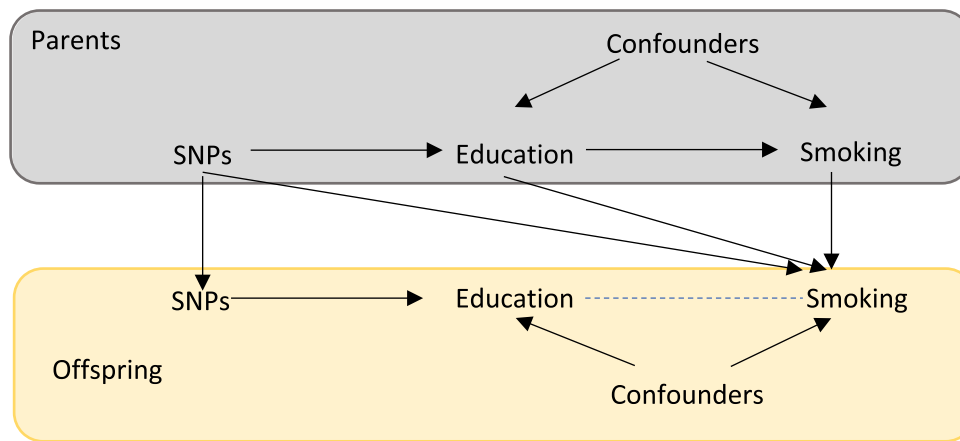 Parents
Confounders
SNPs
Education
Smoking
SNPs
Education
Smoking
Offspring
Confounders